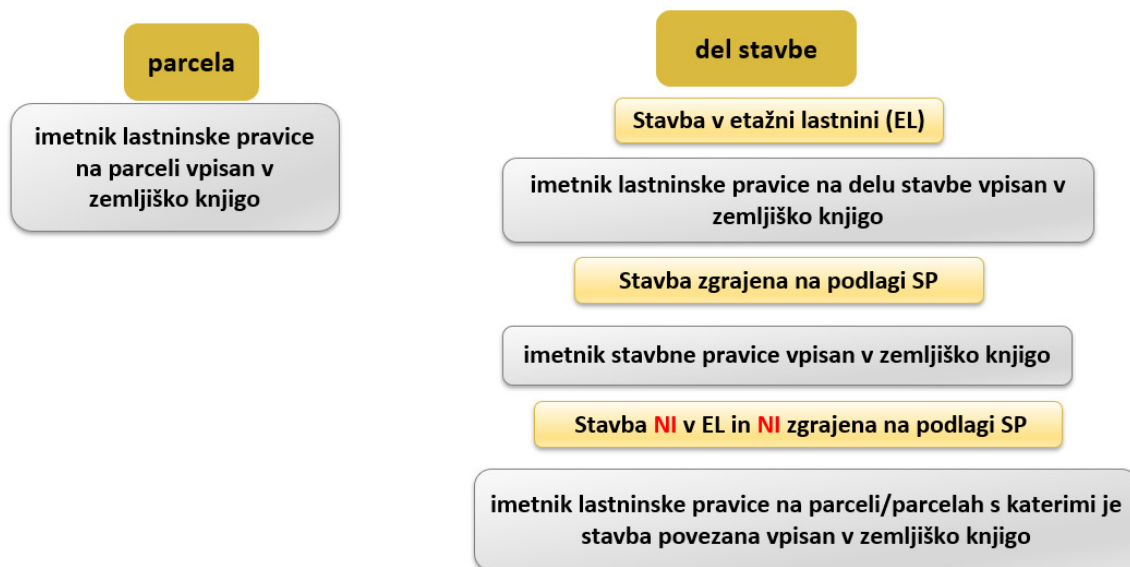 parcela
imetnik lastninske pravice
na parceli vpisan v
zemljiško knjigo
del stavbe
Stavba v etažni lastnini (EL)
imetnik lastninske pravice na delu stavbe vpisan v
zemljiško knjigo
Stavba zgrajena na podlagi SP
imetnik stavbne pravice vpisan v zemljiško knjigo
Stavba NI v EL in NI zgrajena na podlagi SP
imetnik lastninske pravice na parceli/parcelah s katerimi je
stavba povezana vpisan v zemljiško knjigo